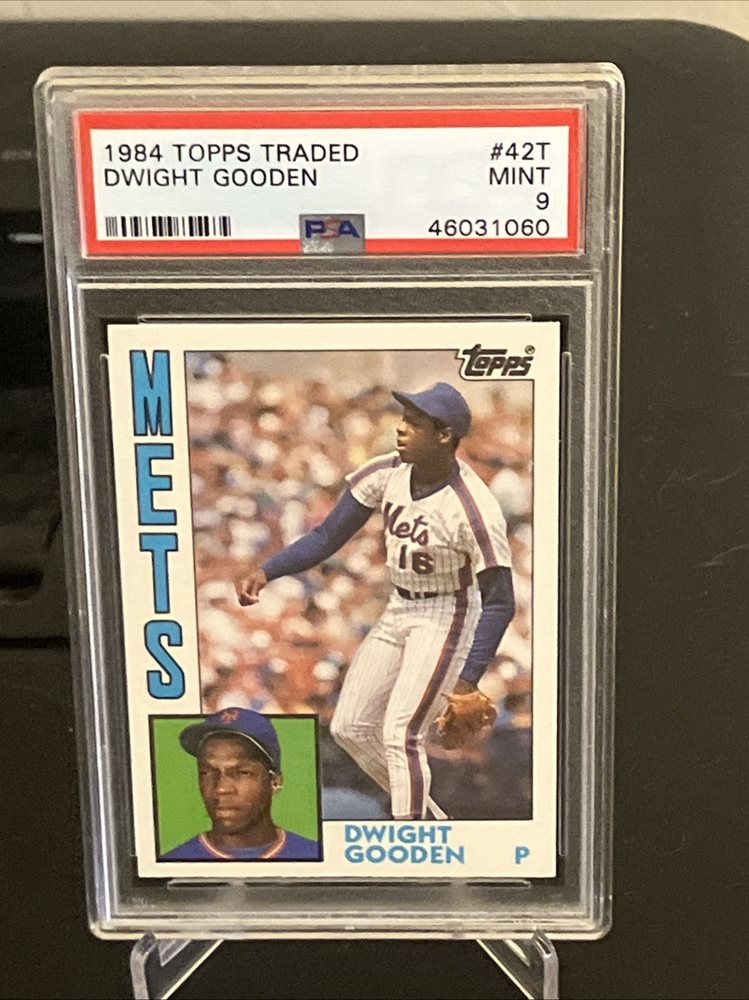 1984 TOPPS TRADED #42T
DWIGHT GOODEN MINT
9
PSA 46031060
Topps
METS
Mets
16
DWIGHT
GOODEN P